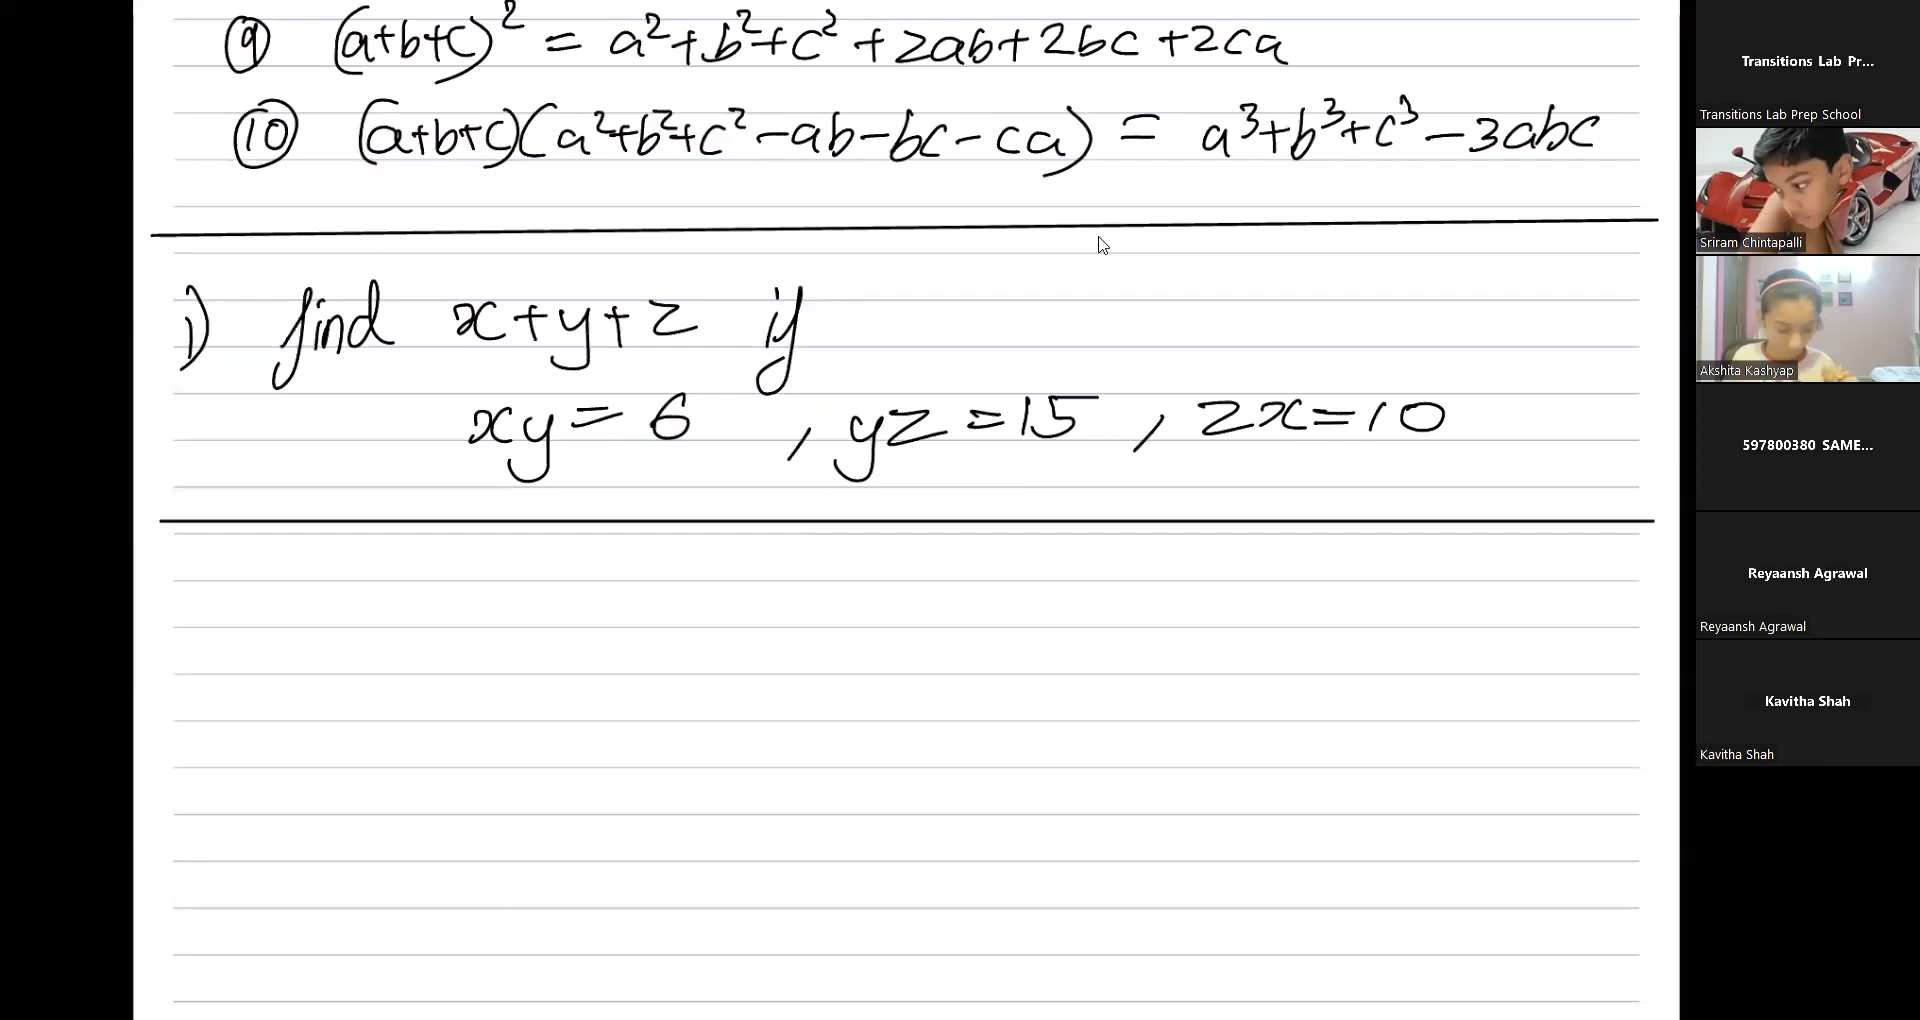 ⑨ (a+b+c)² = a²+b²+c²+2ab+2bc+2ca
⑩ (a+b+c)(a²+b²+c²-ab-bc-ca) = a³+b³+c³-3abc
1) find x+y+z if
xy=6 , yz=15 , zx=10
Transitions Lab Pr...
Transitions Lab Prep School
Sriram Chintapalli
Akshita Kashyap
597800380 SAME...
Reyaansh Agrawal
Reyaansh Agrawal
Kavitha Shah
Kavitha Shah